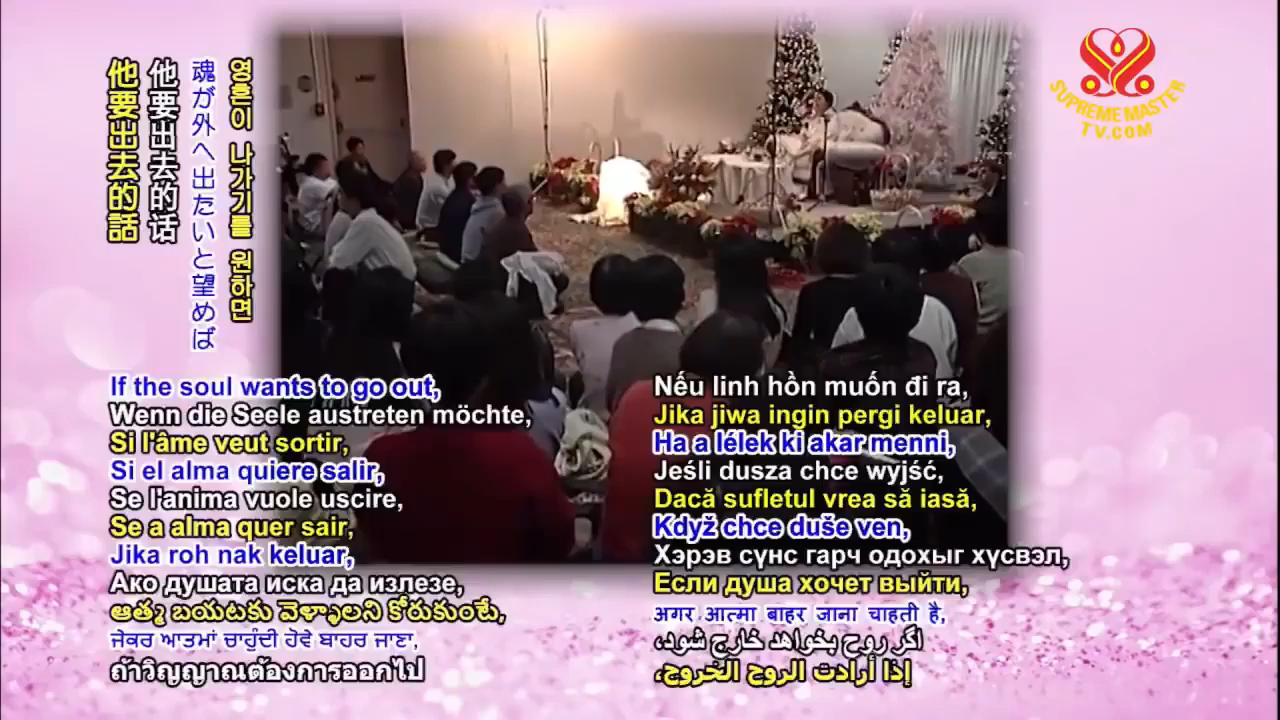 他要出去的話
他要出去的话
魂が外へ出たいと望めば
영혼이 나가기를 원하면
SUPREME MASTER
TV.COM
If the soul wants to go out,
Wenn die Seele austreten möchte,
Si l'âme veut sortir,
Si el alma quiere salir,
Se l'anima vuole uscire,
Se a alma quer sair,
Jika roh nak keluar,
Ако душата иска да излезе,
ఆత్మ బయటకు వెళ్ళాలని కోరుకుంటే,
ਜੇਕਰ ਆਤਮਾਂ ਚਾਹੁੰਦੀ ਹੋਵੇ ਬਾਹਰ ਜਾਣਾ,
ถ้าวิญญาณต้องการออกไป
Nếu linh hồn muốn đi ra,
Jika jiwa ingin pergi keluar,
Ha a lélek ki akar menni,
Jeśli dusza chce wyjść,
Dacă sufletul vrea să iasă,
Když chce duše ven,
Хэрэв сүнс гарч одохыг хүсвэл,
Если душа хочет выйти,
अगर आत्मा बाहर जाना चाहती है,
اگر روح بخواهد خارج شود،
إذا أرادت الروح الخروج،